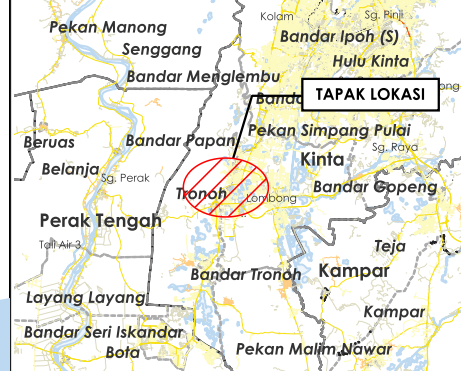 Kolam
Sg. Pinji
Pekan Manong
Bandar Ipoh (S)
Senggang
Hulu Kinta
Bandar Menglembu
TAPAK LOKASI
Pekan Simpang Pulai
Beruas
Bandar Papan
Sg. Raya
Kinta
Belanja
Sg. Perak
Bandar Gopeng
Tronoh
Lombong
Perak Tengah
Tali Air 3
Teja
Bandar Tronoh
Kampar
Layang Layang
Kampar
Bandar Seri Iskandar
Bota
Pekan Malim Nawar